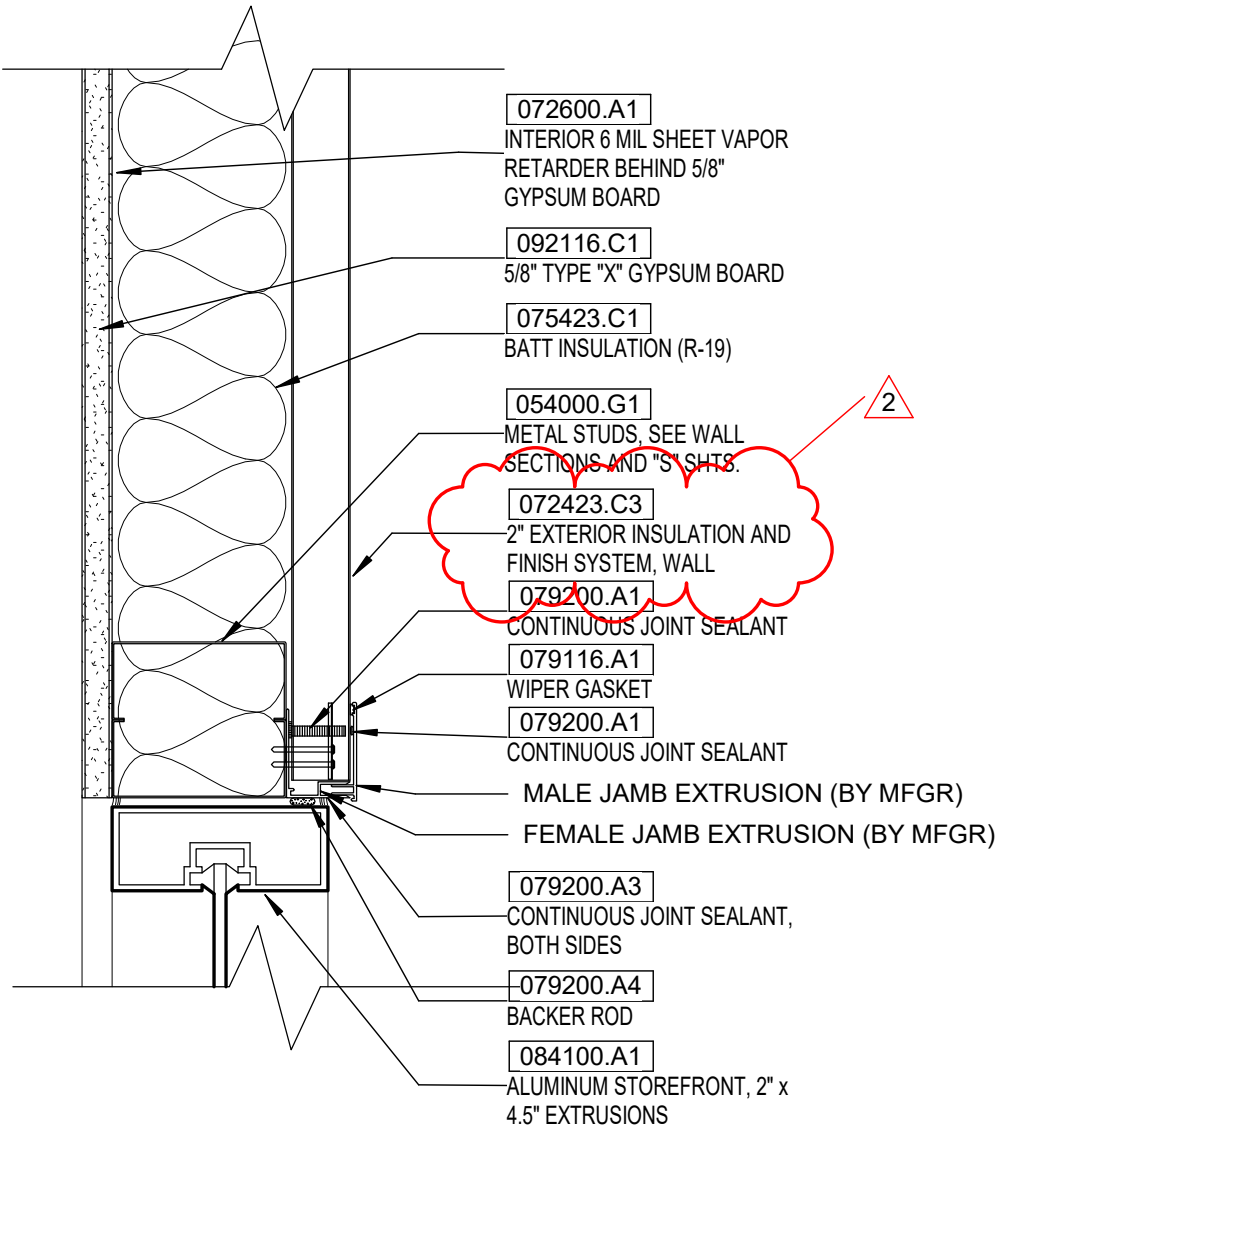 072600.A1
INTERIOR 6 MIL SHEET VAPOR
RETARDER BEHIND 5/8"
GYPSUM BOARD
092116.C1
5/8" TYPE "X" GYPSUM BOARD
075423.C1
BATT INSULATION (R-19)
2
054000.G1
METAL STUDS, SEE WALL
SECTIONS AND "S" SHTS.
072423.C3
2" EXTERIOR INSULATION AND
FINISH SYSTEM, WALL
079200.A1
CONTINUOUS JOINT SEALANT
079116.A1
WIPER GASKET
079200.A1
CONTINUOUS JOINT SEALANT
MALE JAMB EXTRUSION (BY MFGR)
FEMALE JAMB EXTRUSION (BY MFGR)
079200.A3
CONTINUOUS JOINT SEALANT,
BOTH SIDES
079200.A4
BACKER ROD
084100.A1
ALUMINUM STOREFRONT, 2" x
4.5" EXTRUSIONS